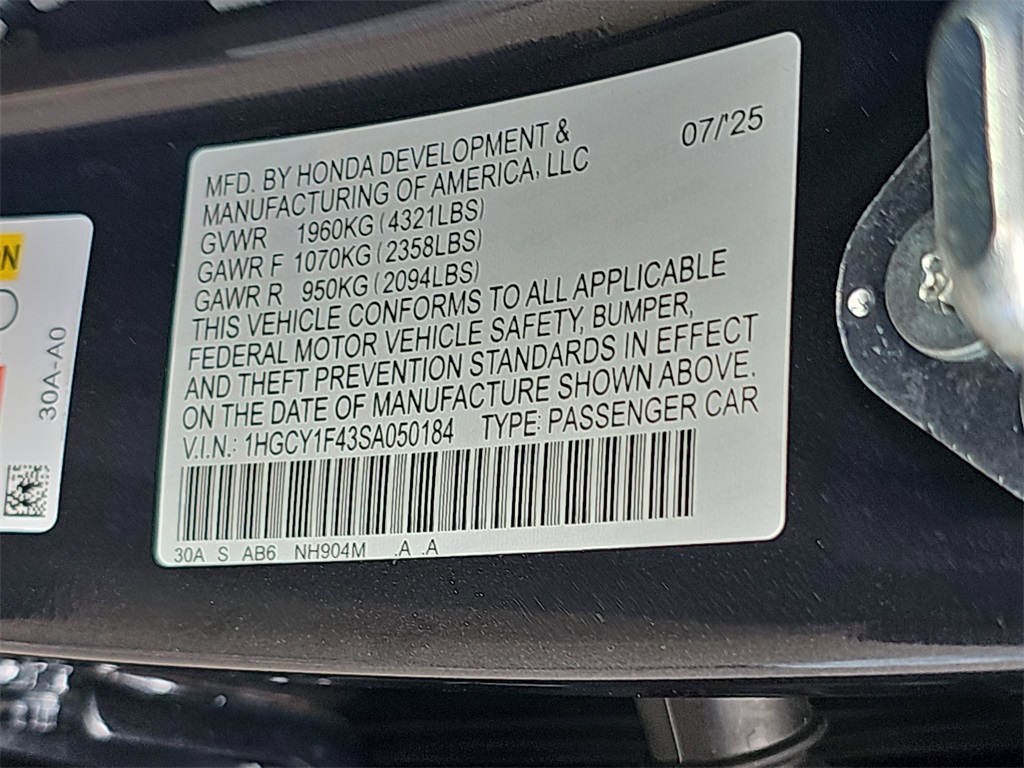 07/'25
MFD. BY HONDA DEVELOPMENT &
MANUFACTURING OF AMERICA, LLC
GVWR 1960KG (4321LBS)
GAWR F 1070KG (2358LBS)
GAWR R 950KG (2094LBS)
THIS VEHICLE CONFORMS TO ALL APPLICABLE
FEDERAL MOTOR VEHICLE SAFETY, BUMPER,
AND THEFT PREVENTION STANDARDS IN EFFECT
ON THE DATE OF MANUFACTURE SHOWN ABOVE.
V.I.N.: 1HGCY1F43SA050184 TYPE: PASSENGER CAR
30A S AB6 NH904M .A .A
N
30A-A0